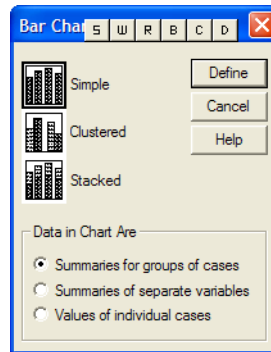 Bar Char S W R B C D
Simple
Define
Cancel
Clustered
Help
Stacked
Data in Chart Are
Summaries for groups of cases
Summaries of separate variables
Values of individual cases